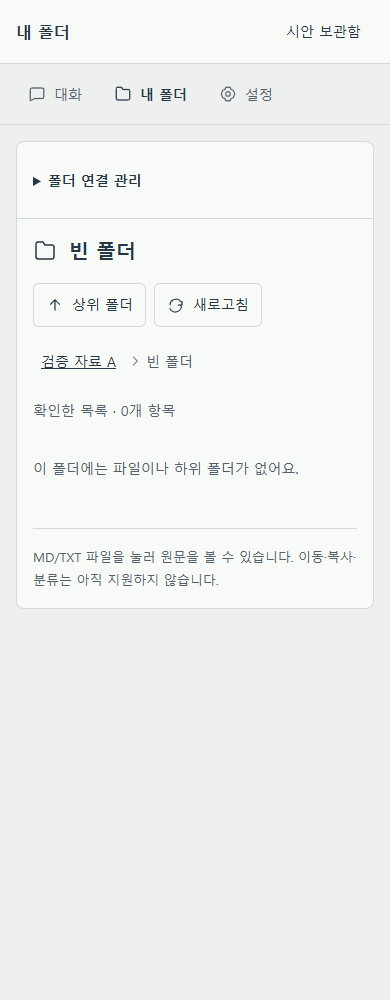 내 폴더
시안 보관함
대화
내 폴더
설정
▶ 폴더 연결 관리
빈 폴더
상위 폴더
새로고침
검증 자료 A > 빈 폴더
확인한 목록 · 0개 항목
이 폴더에는 파일이나 하위 폴더가 없어요.
MD/TXT 파일을 눌러 원문을 볼 수 있습니다. 이동·복사·
분류는 아직 지원하지 않습니다.